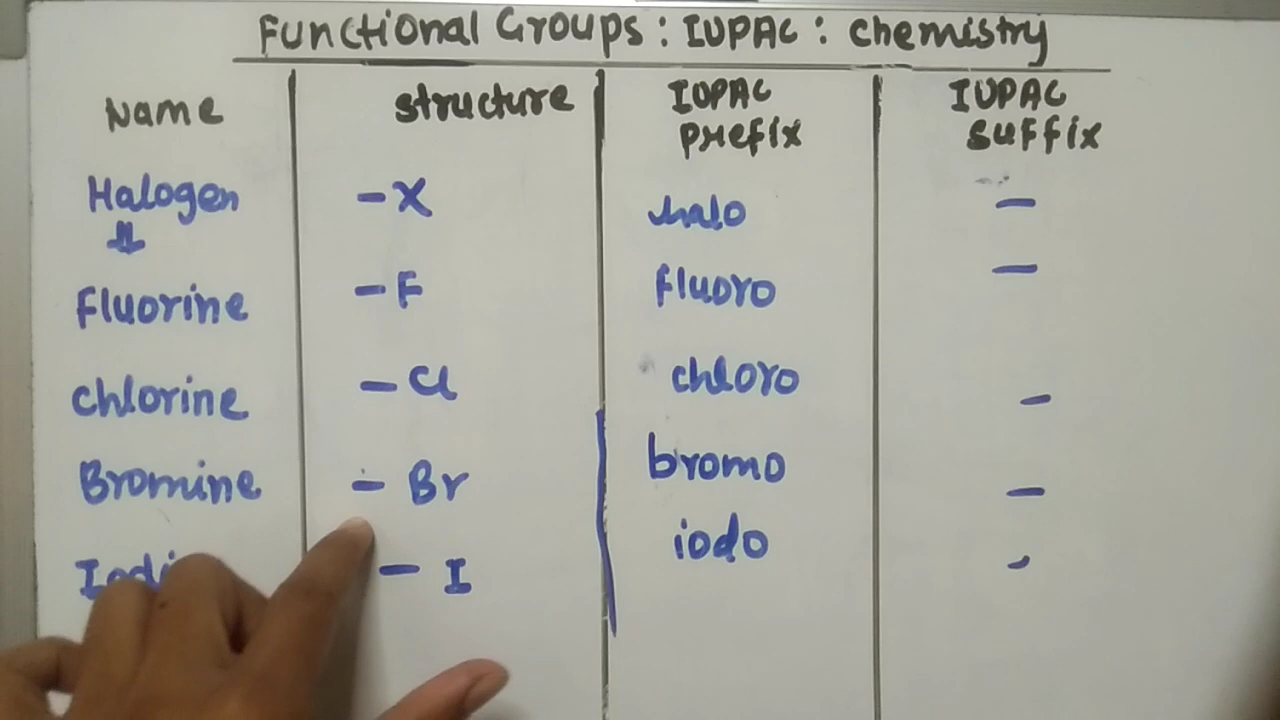 Functional Groups : IUPAC : chemistry
Name structure IUPAC prefix IUPAC suffix
Halogen - X halo -
⇓
Fluorine - F fluoro -
chlorine - Cl chloro -
Bromine - Br bromo -
- I iodo -